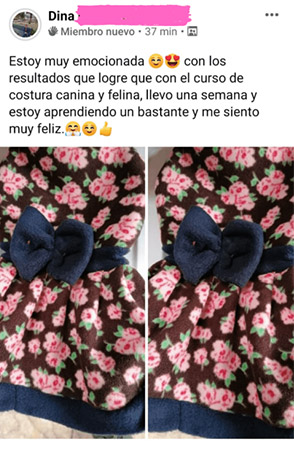 Dina
Miembro nuevo • 37 min •
Estoy muy emocionada 😊😍 con los
resultados que logre que con el curso de
costura canina y felina, llevo una semana y
estoy aprendiendo un bastante y me siento
muy feliz.🤗😊👍